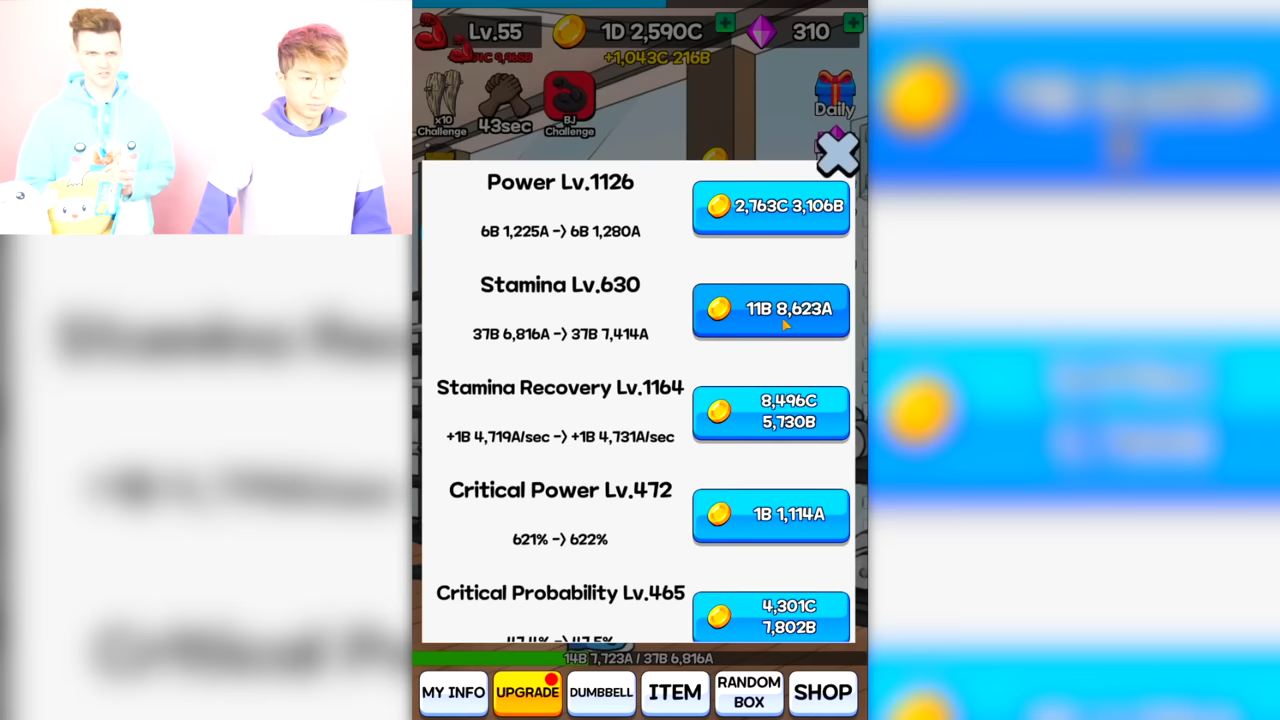 Lv.55
1D 2,590C
310
+1,043C 216B
x10
Challenge
43sec
BJ
Challenge
Daily
Power Lv.1126
2,763C 3,106B
6B 1,225A -> 6B 1,280A
Stamina Lv.630
11B 8,623A
37B 6,816A -> 37B 7,414A
Stamina Recovery Lv.1164
8,496C
5,730B
+1B 4,719A/sec -> +1B 4,731A/sec
Critical Power Lv.472
1B 1,114A
621% -> 622%
Critical Probability Lv.465
4,301C
7,802B
47.4% -> 47.5%
14B 7,723A / 37B 6,816A
MY INFO
UPGRADE
DUMBBELL
ITEM
RANDOM
BOX
SHOP